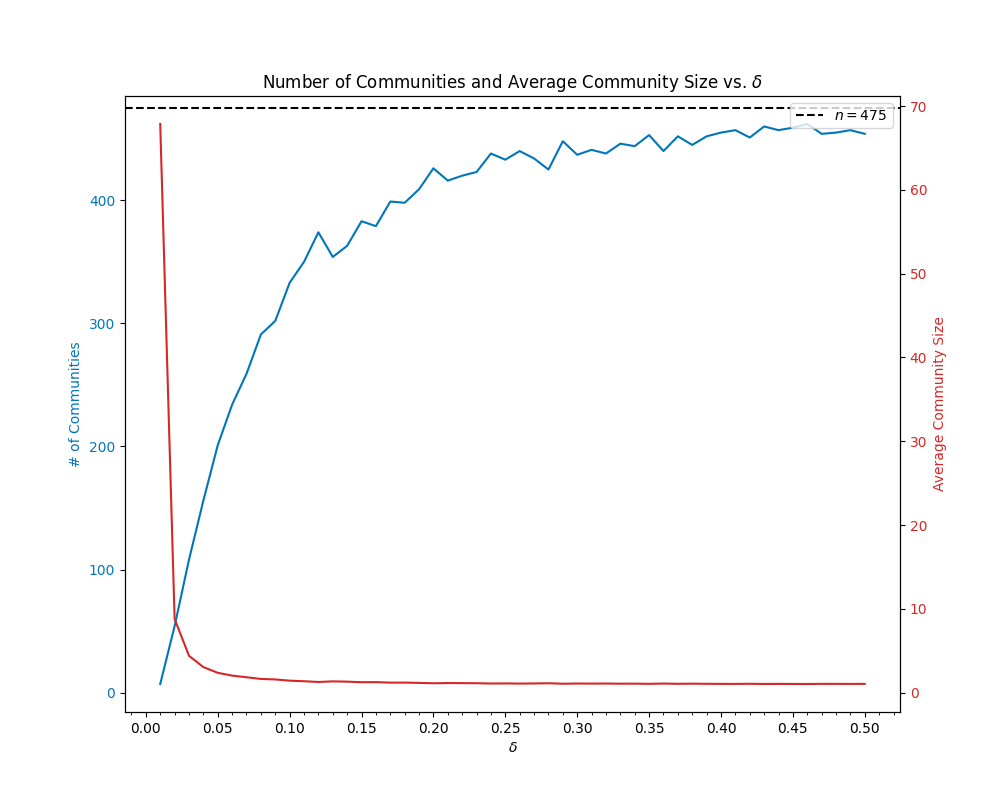 Number of Communities and Average Community Size vs. δ
n = 475
# of Communities
400
300
200
100
0
70
60
50
40
30
20
10
0
Average Community Size
0.00 0.05 0.10 0.15 0.20 0.25 0.30 0.35 0.40 0.45 0.50
δ